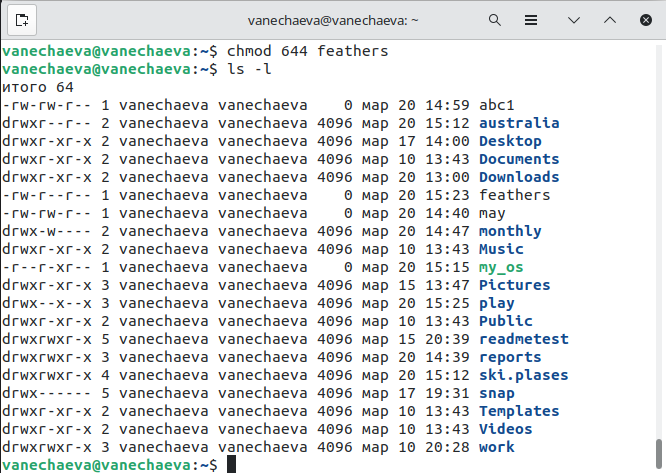 vanechaeva@vanechaeva: ~
vanechaeva@vanechaeva:~$ chmod 644 feathers
vanechaeva@vanechaeva:~$ ls -l
итого 64
-rw-rw-r-- 1 vanechaeva vanechaeva    0 мар 20 14:59 abc1
drwxr--r-- 2 vanechaeva vanechaeva 4096 мар 20 15:12 australia
drwxr-xr-x 2 vanechaeva vanechaeva 4096 мар 17 14:00 Desktop
drwxr-xr-x 2 vanechaeva vanechaeva 4096 мар 10 13:43 Documents
drwxr-xr-x 2 vanechaeva vanechaeva 4096 мар 20 13:00 Downloads
-rw-r--r-- 1 vanechaeva vanechaeva    0 мар 20 15:23 feathers
-rw-rw-r-- 1 vanechaeva vanechaeva    0 мар 20 14:40 may
drwx-w---- 2 vanechaeva vanechaeva 4096 мар 20 14:47 monthly
drwxr-xr-x 2 vanechaeva vanechaeva 4096 мар 10 13:43 Music
-r--r-xr-- 1 vanechaeva vanechaeva    0 мар 20 15:15 my_os
drwxr-xr-x 3 vanechaeva vanechaeva 4096 мар 15 13:47 Pictures
drwx--x--x 3 vanechaeva vanechaeva 4096 мар 20 15:25 play
drwxr-xr-x 2 vanechaeva vanechaeva 4096 мар 10 13:43 Public
drwxrwxr-x 5 vanechaeva vanechaeva 4096 мар 15 20:39 readmetest
drwxrwxr-x 3 vanechaeva vanechaeva 4096 мар 20 14:39 reports
drwxrwxr-x 4 vanechaeva vanechaeva 4096 мар 20 15:12 ski.plases
drwx------ 5 vanechaeva vanechaeva 4096 мар 17 19:31 snap
drwxr-xr-x 2 vanechaeva vanechaeva 4096 мар 10 13:43 Templates
drwxr-xr-x 2 vanechaeva vanechaeva 4096 мар 10 13:43 Videos
drwxrwxr-x 3 vanechaeva vanechaeva 4096 мар 10 20:28 work
vanechaeva@vanechaeva:~$